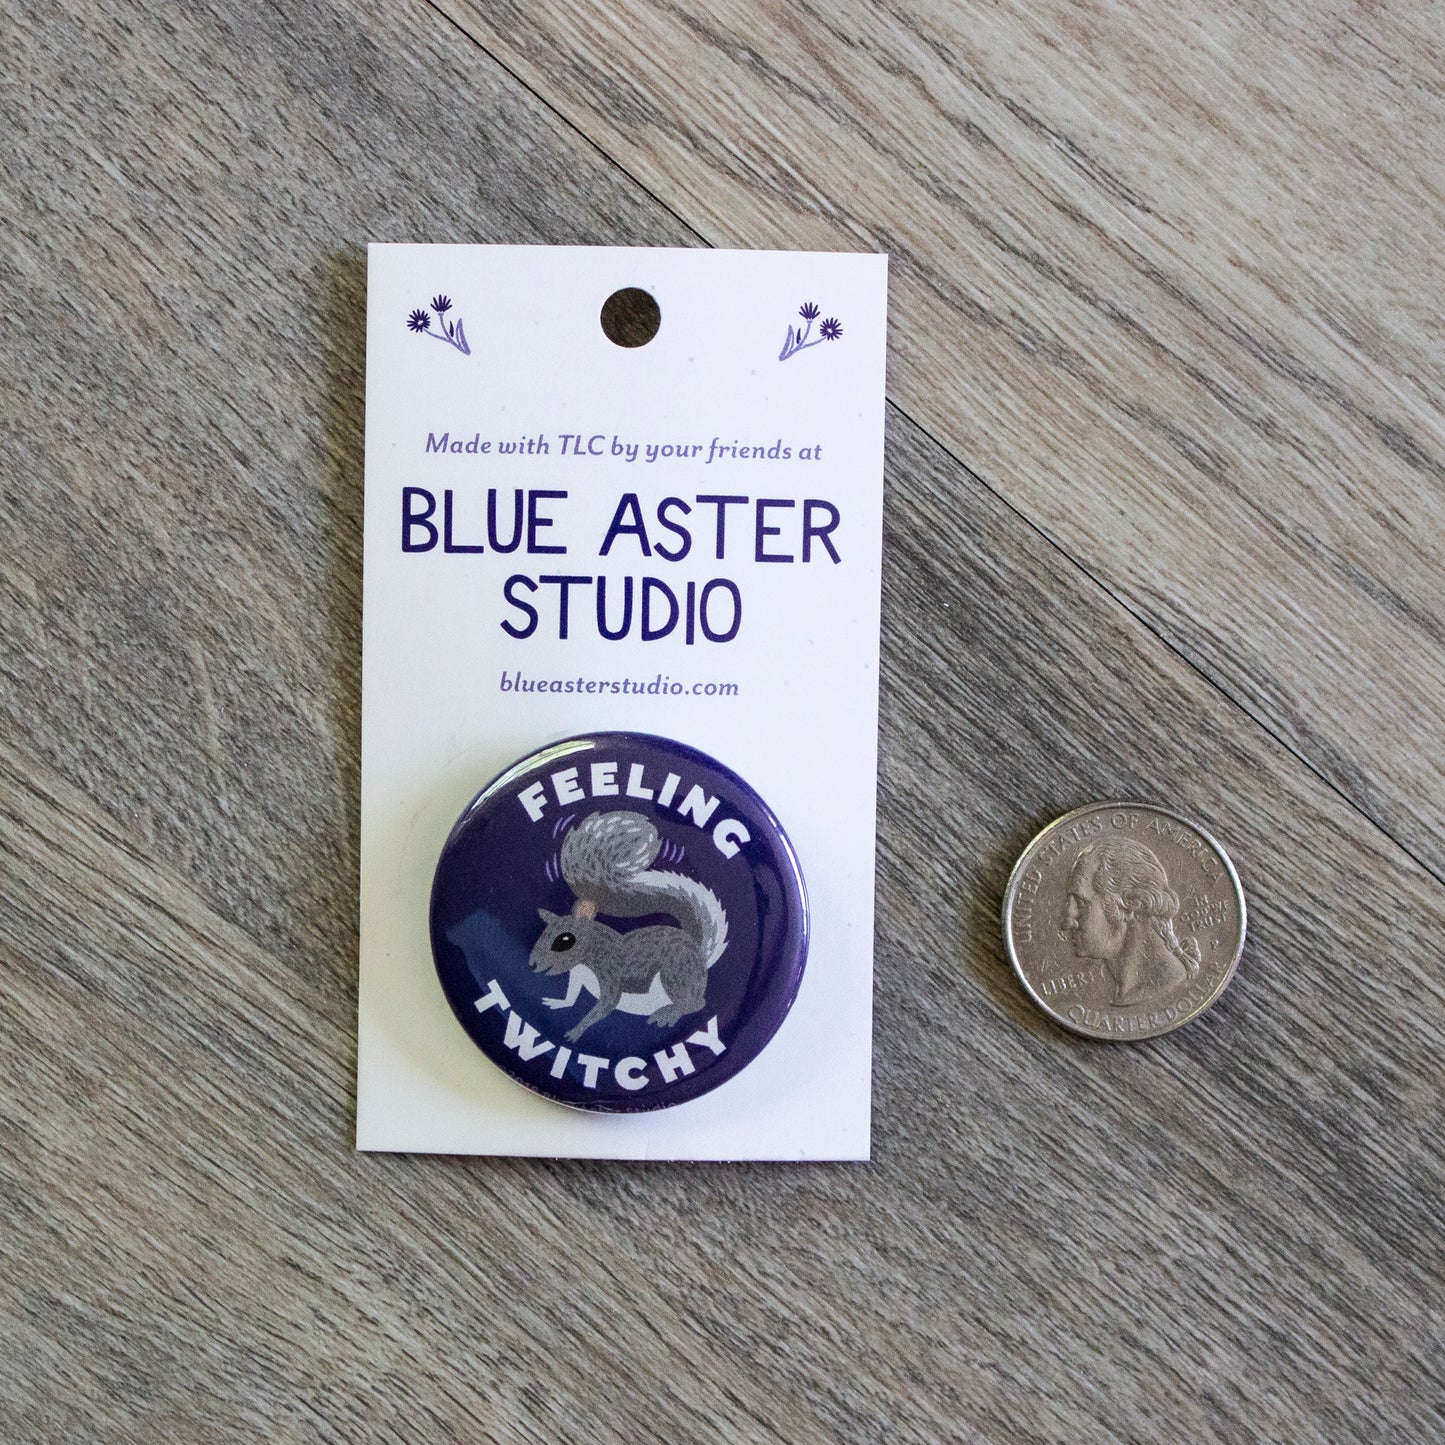 Made with TLC by your friends at
BLUE ASTER
STUDIO
blueasterstudio.com
FEELING
TWITCHY
UNITED STATES OF AMERICA
LIBERTY
IN
GOD WE
TRUST
P
QUARTER DOLLAR